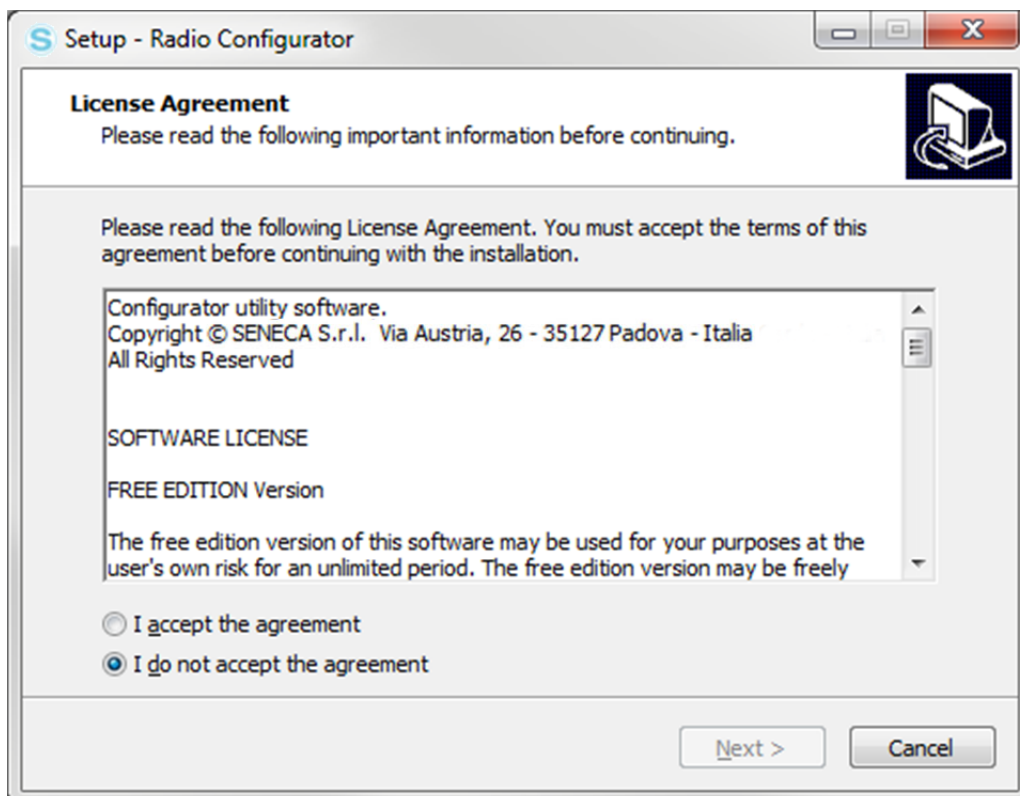 S Setup - Radio Configurator
License Agreement
Please read the following important information before continuing.
Please read the following License Agreement. You must accept the terms of this
agreement before continuing with the installation.
Configurator utility software.
Copyright © SENECA S.r.l. Via Austria, 26 - 35127 Padova - Italia
All Rights Reserved
SOFTWARE LICENSE
FREE EDITION Version
The free edition version of this software may be used for your purposes at the
user's own risk for an unlimited period. The free edition version may be freely
I accept the agreement
I do not accept the agreement
Next >
Cancel